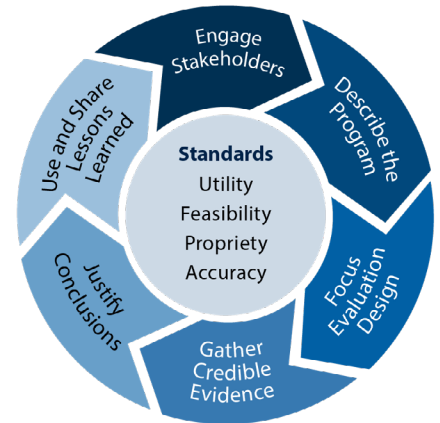 Engage
Stakeholders
Describe the
Program
Focus
Evaluation
Design
Gather
Credible
Evidence
Justify
Conclusions
Use and Share
Lessons
Learned
Standards
Utility
Feasibility
Propriety
Accuracy